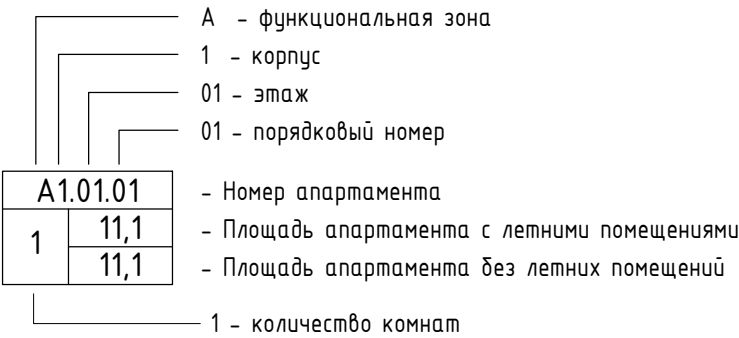 А – функциональная зона
1 – корпус
01 – этаж
01 – порядковый номер
А1.01.01 – Номер апартамента
1
11,1 – Площадь апартамента с летними помещениями
11,1 – Площадь апартамента без летних помещений
1 – количество комнат